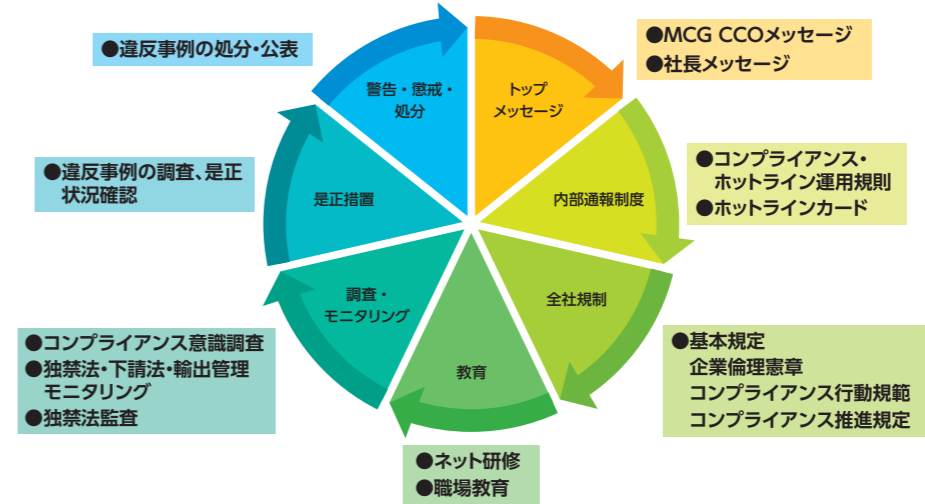 ●違反事例の処分・公表
警告・懲戒・
処分
トップ
メッセージ
●MCG CCOメッセージ
●社長メッセージ
●違反事例の調査、是正
状況確認
是正措置
内部通報制度
●コンプライアンス・
ホットライン運用規則
●ホットラインカード
調査・
モニタリング
全社規制
●コンプライアンス意識調査
●独禁法・下請法・輸出管理
モニタリング
●独禁法監査
教育
●基本規定
企業倫理憲章
コンプライアンス行動規範
コンプライアンス推進規定
●ネット研修
●職場教育